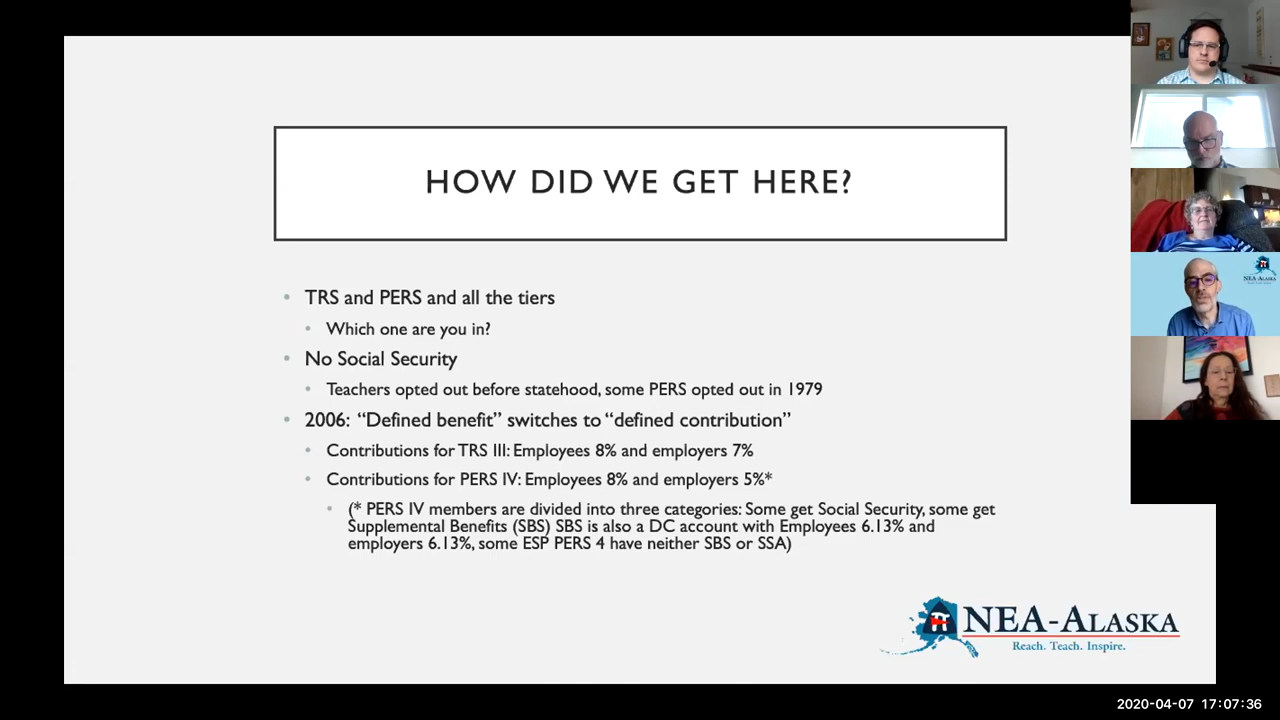 HOW DID WE GET HERE?
• TRS and PERS and all the tiers
• Which one are you in?
• No Social Security
• Teachers opted out before statehood, some PERS opted out in 1979
• 2006: “Defined benefit” switches to “defined contribution”
• Contributions for TRS III: Employees 8% and employers 7%
• Contributions for PERS IV: Employees 8% and employers 5%*
• (* PERS IV members are divided into three categories: Some get Social Security, some get
Supplemental Benefits (SBS) SBS is also a DC account with Employees 6.13% and
employers 6.13%, some ESP PERS 4 have neither SBS or SSA)
NEA-ALASKA
Reach. Teach. Inspire.
NEA-ALASKA
2020-04-07 17:07:36